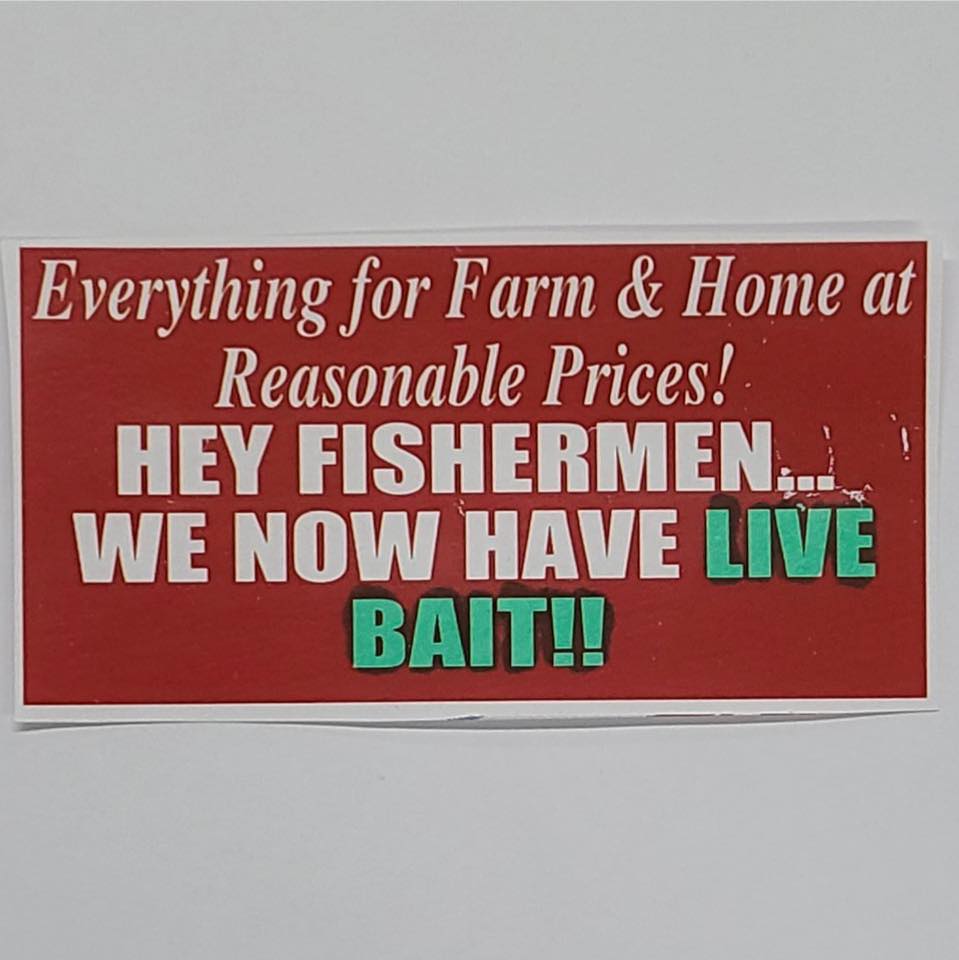 Everything for Farm & Home at
Reasonable Prices!
HEY FISHERMEN...
WE NOW HAVE LIVE
BAIT!!